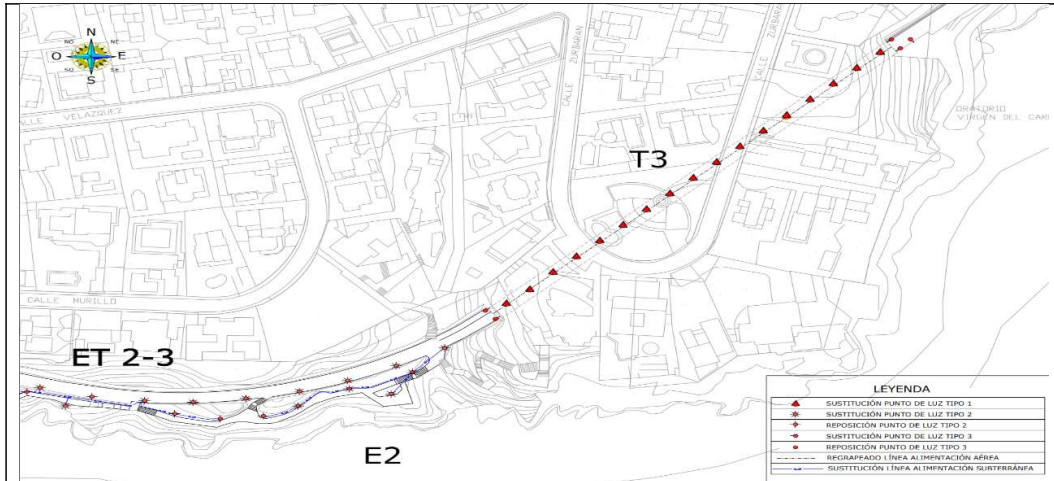 N
NO
NE
O
E
SO
SE
S
CALLE
ZURBARAN
ZURBARAN
CALLE
CALLE VELAZQUEZ
ORATORIO
VIRGEN DEL CARM
T3
CALLE MURILLO
ET 2-3
E2
LEYENDA
SUSTITUCIÓN PUNTO DE LUZ TIPO 1
SUSTITUCIÓN PUNTO DE LUZ TIPO 2
REPOSICIÓN PUNTO DE LUZ TIPO 2
SUSTITUCIÓN PUNTO DE LUZ TIPO 3
REPOSICIÓN PUNTO DE LUZ TIPO 3
REGRAPEADO LÍNEA ALIMENTACIÓN AÉREA
SUSTITUCIÓN LÍNEA ALIMENTACIÓN SUBTERRÁNEA